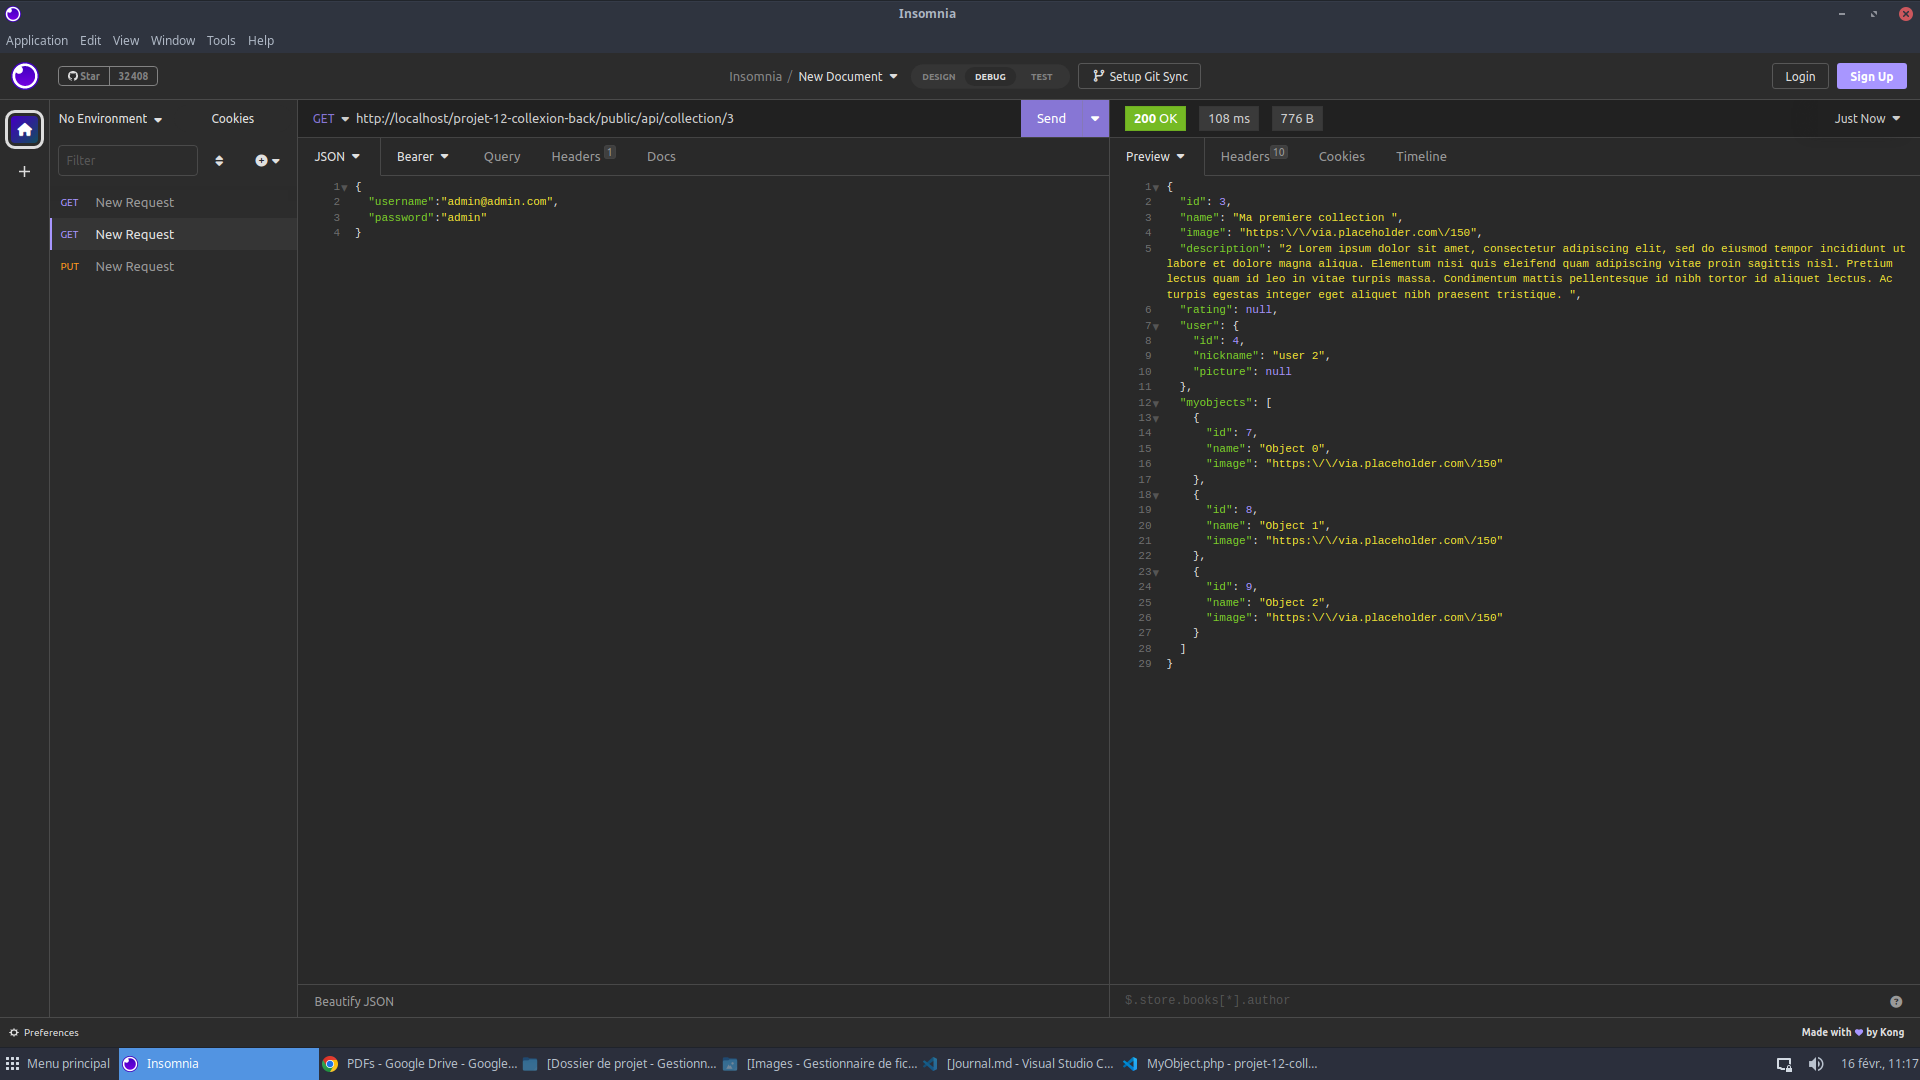 Insomnia
Application Edit View Window Tools Help
Star 32408
Insomnia / New Document DESIGN DEBUG TEST Setup Git Sync Login Sign Up
No Environment Cookies
Filter
GET New Request
GET New Request
PUT New Request
GET http://localhost/projet-12-collexion-back/public/api/collection/3 Send
JSON Bearer Query Headers 1 Docs
1 {
2 "username":"admin@admin.com",
3 "password":"admin"
4 }
Beautify JSON
200 OK 108 ms 776 B Just Now
Preview Headers 10 Cookies Timeline
1 {
2 "id": 3,
3 "name": "Ma premiere collection ",
4 "image": "https:\/\/via.placeholder.com\/150",
5 "description": "2 Lorem ipsum dolor sit amet, consectetur adipiscing elit, sed do eiusmod tempor incididunt ut
labore et dolore magna aliqua. Elementum nisi quis eleifend quam adipiscing vitae proin sagittis nisl. Pretium
lectus quam id leo in vitae turpis massa. Condimentum mattis pellentesque id nibh tortor id aliquet lectus. Ac
turpis egestas integer eget aliquet nibh praesent tristique. ",
6 "rating": null,
7 "user": {
8 "id": 4,
9 "nickname": "user 2",
10 "picture": null
11 },
12 "myobjects": [
13 {
14 "id": 7,
15 "name": "Object 0",
16 "image": "https:\/\/via.placeholder.com\/150"
17 },
18 {
19 "id": 8,
20 "name": "Object 1",
21 "image": "https:\/\/via.placeholder.com\/150"
22 },
23 {
24 "id": 9,
25 "name": "Object 2",
26 "image": "https:\/\/via.placeholder.com\/150"
27 }
28 ]
29 }
$.store.books[*].author
Preferences Made with by Kong
Menu principal Insomnia PDFs - Google Drive - Google... [Dossier de projet - Gestionn... [Images - Gestionnaire de fic... [Journal.md - Visual Studio C... MyObject.php - projet-12-coll... 16 févr., 11:17